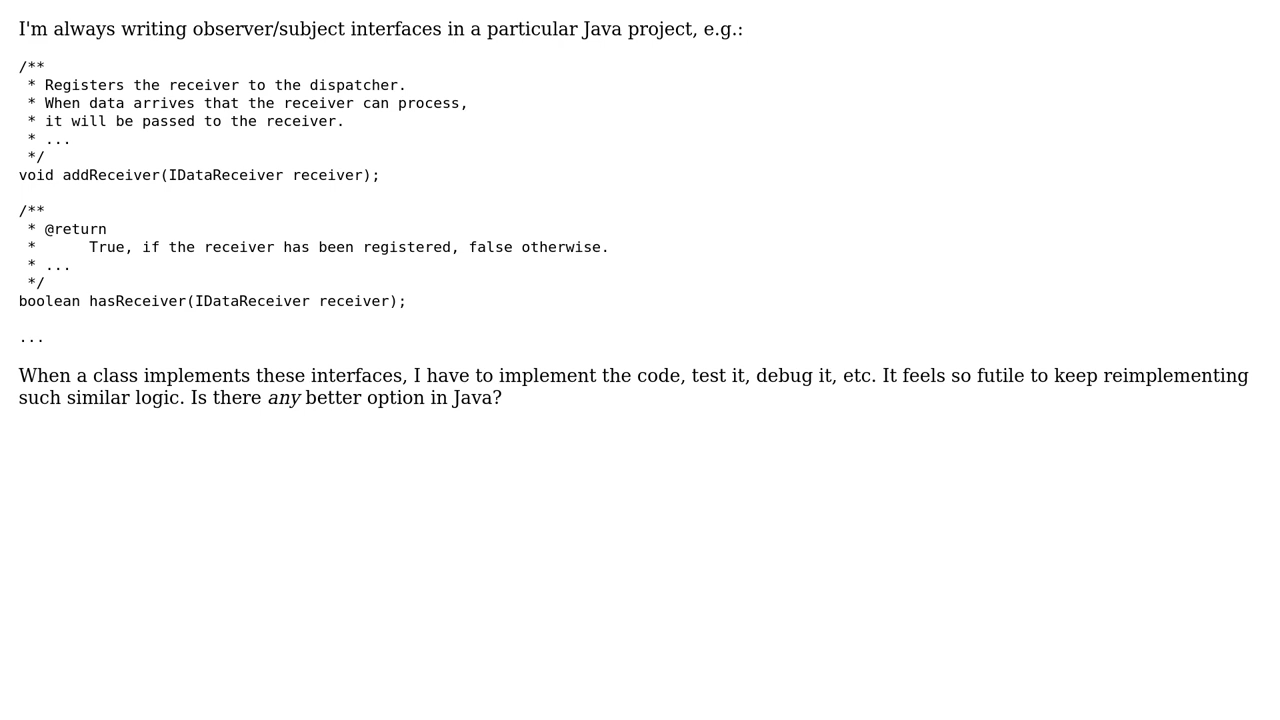 I'm always writing observer/subject interfaces in a particular Java project, e.g.:
/**
 * Registers the receiver to the dispatcher.
 * When data arrives that the receiver can process,
 * it will be passed to the receiver.
 * ...
 */
void addReceiver(IDataReceiver receiver);
/**
 * @return
 *      True, if the receiver has been registered, false otherwise.
 * ...
 */
boolean hasReceiver(IDataReceiver receiver);
...
When a class implements these interfaces, I have to implement the code, test it, debug it, etc. It feels so futile to keep reimplementing
such similar logic. Is there any better option in Java?